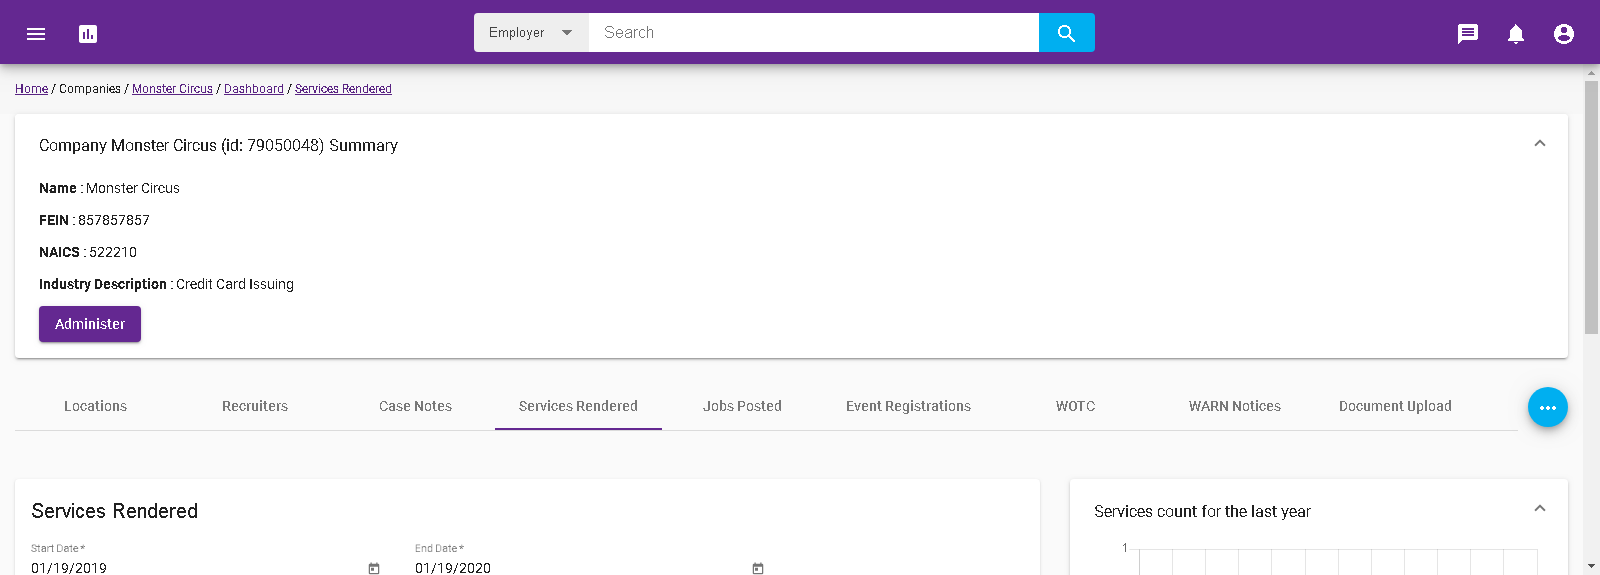 Employer
Search
Home / Companies / Monster Circus / Dashboard / Services Rendered
Company Monster Circus (id: 79050048) Summary
Name : Monster Circus
FEIN : 857857857
NAICS : 522210
Industry Description : Credit Card Issuing
Administer
Locations Recruiters Case Notes Services Rendered Jobs Posted Event Registrations WOTC WARN Notices Document Upload
Services Rendered
Start Date *
01/19/2019
End Date *
01/19/2020
Services count for the last year
1